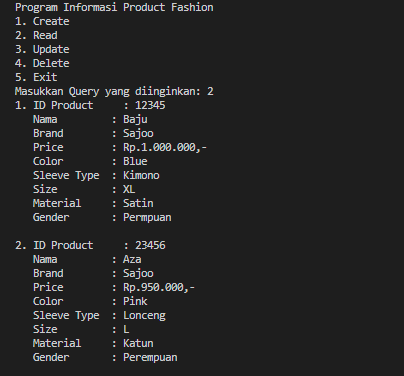 Program Informasi Product Fashion
1. Create
2. Read
3. Update
4. Delete
5. Exit
Masukkan Query yang diinginkan: 2
1. ID Product     : 12345
   Nama         : Baju
   Brand        : Sajoo
   Price        : Rp.1.000.000,-
   Color        : Blue
   Sleeve Type  : Kimono
   Size         : XL
   Material     : Satin
   Gender       : Permpuan

2. ID Product     : 23456
   Nama         : Aza
   Brand        : Sajoo
   Price        : Rp.950.000,-
   Color        : Pink
   Sleeve Type  : Lonceng
   Size         : L
   Material     : Katun
   Gender       : Perempuan